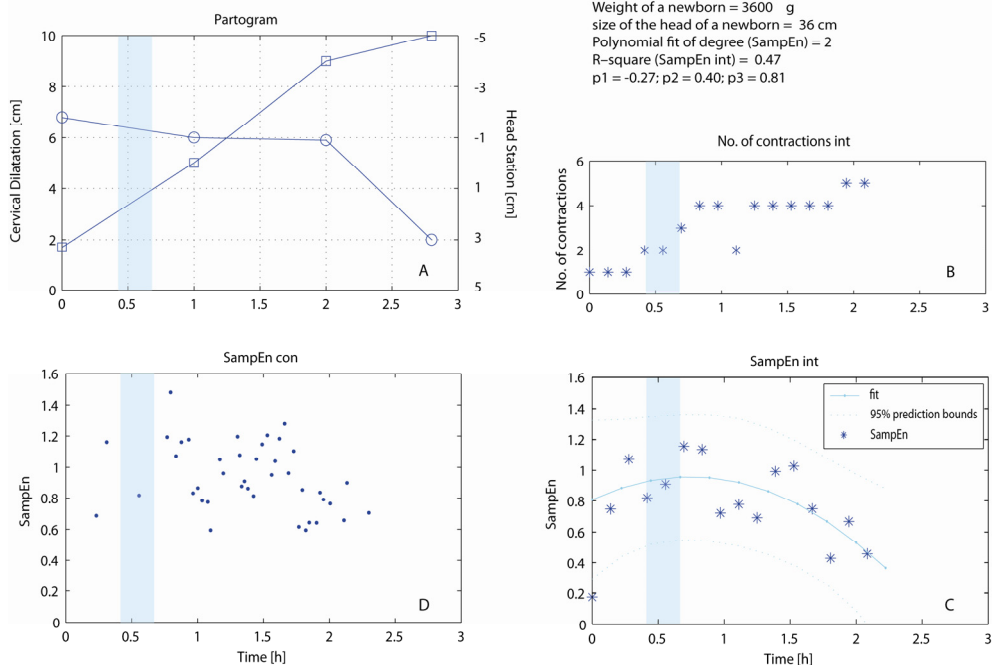 Weight of a newborn = 3600 g
size of the head of a newborn = 36 cm
Polynomial fit of degree (SampEn) = 2
R-square (SampEn int) = 0.47
p1 = -0.27; p2 = 0.40; p3 = 0.81
Partogram
Cervical Dilatation [cm]
10
8
6
4
2
0
-5
-3
-1
1
3
5
Head Station [cm]
A
0 0.5 1 1.5 2 2.5 3
No. of contractions int
No. of contractions
6
4
2
0
B
0 0.5 1 1.5 2 2.5 3
SampEn con
SampEn
1.6
1.4
1.2
1
0.8
0.6
0.4
0.2
0
D
0 0.5 1 1.5 2 2.5 3
Time [h]
SampEn int
SampEn
1.6
1.4
1.2
1
0.8
0.6
0.4
0.2
0
fit
95% prediction bounds
SampEn
C
0 0.5 1 1.5 2 2.5 3
Time [h]